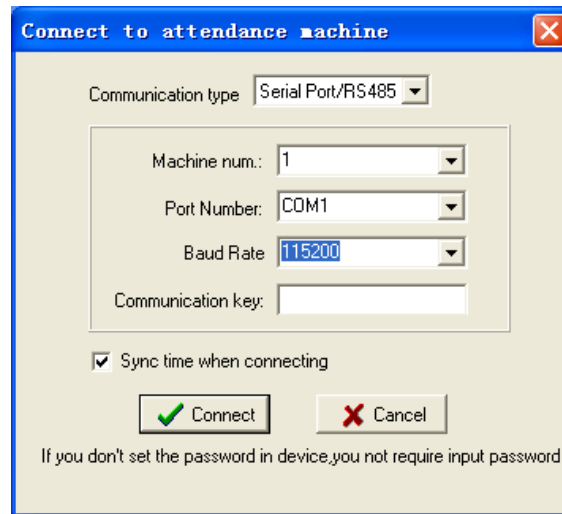 Connect to attendance machine
Communication type Serial Port/RS485
Machine num.: 1
Port Number: COM1
Baud Rate 115200
Communication key:
Sync time when connecting
Connect Cancel
If you don't set the password in device,you not require input password